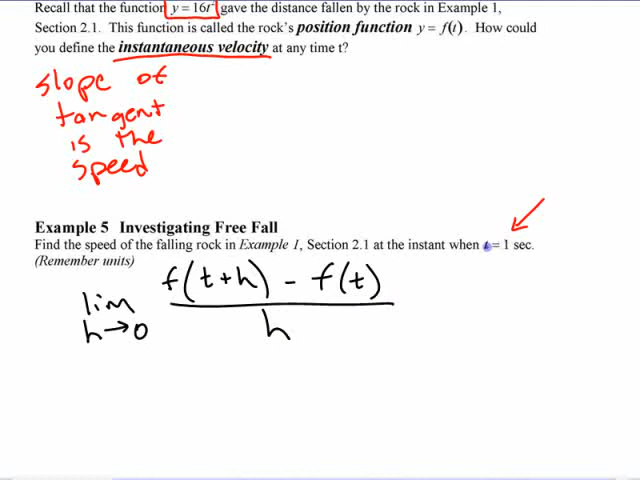 Recall that the function y = 16t² gave the distance fallen by the rock in Example 1,
Section 2.1. This function is called the rock's position function y = f(t). How could
you define the instantaneous velocity at any time t?
slope of
tangent
is the
speed
Example 5 Investigating Free Fall
Find the speed of the falling rock in Example 1, Section 2.1 at the instant when t = 1 sec.
(Remember units)
lim h→0 f(t+h) - f(t) / h